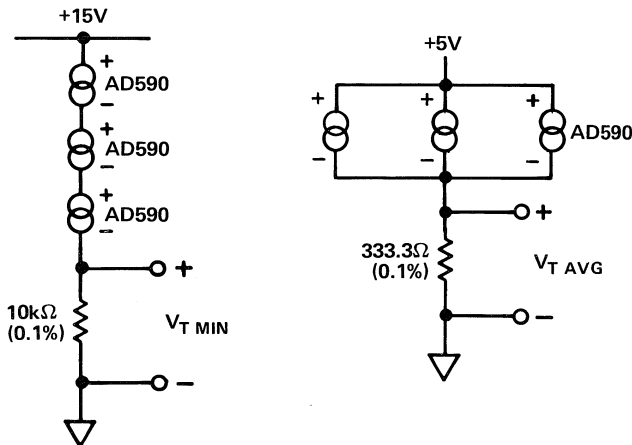 +15V
+
AD590
−
+
AD590
−
+
AD590
−
+
10kΩ
(0.1%)
V_T MIN
−
+5V
+
+
+
AD590
−
−
−
+
333.3Ω
(0.1%)
V_T AVG
−